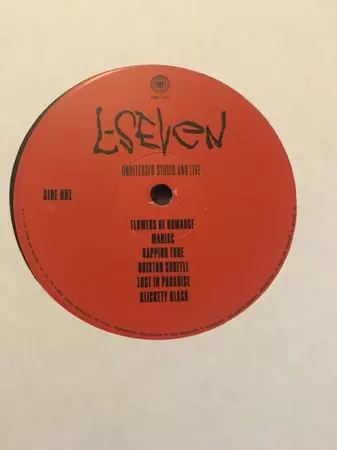 L-SEVEN
UNRELEASED STUDIO AND LIVE
SIDE ONE
FLOWERS OF ROMANCE
MANIAC
RAPPING TUNE
BRIXTON SHUFFLE
LOST IN PARADISE
KLICKETY KLACK